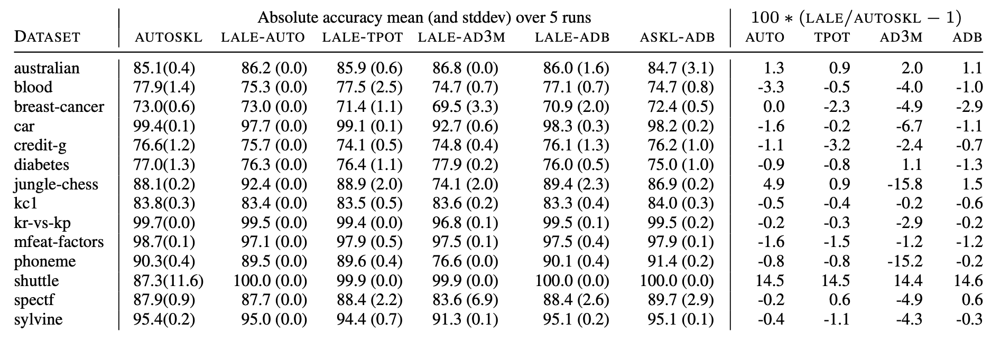 Absolute accuracy mean (and stddev) over 5 runs 100 ∗ (LALE/AUTOSKL − 1)
DATASET AUTOSKL LALE-AUTO LALE-TPOT LALE-AD3M LALE-ADB ASKL-ADB AUTO TPOT AD3M ADB
australian 85.1(0.4) 86.2 (0.0) 85.9 (0.6) 86.8 (0.0) 86.0 (1.6) 84.7 (3.1) 1.3 0.9 2.0 1.1
blood 77.9(1.4) 75.3 (0.0) 77.5 (2.5) 74.7 (0.7) 77.1 (0.7) 74.7 (0.8) -3.3 -0.5 -4.0 -1.0
breast-cancer 73.0(0.6) 73.0 (0.0) 71.4 (1.1) 69.5 (3.3) 70.9 (2.0) 72.4 (0.5) 0.0 -2.3 -4.9 -2.9
car 99.4(0.1) 97.7 (0.0) 99.1 (0.1) 92.7 (0.6) 98.3 (0.3) 98.2 (0.2) -1.6 -0.2 -6.7 -1.1
credit-g 76.6(1.2) 75.7 (0.0) 74.1 (0.5) 74.8 (0.4) 76.1 (1.3) 76.2 (1.0) -1.1 -3.2 -2.4 -0.7
diabetes 77.0(1.3) 76.3 (0.0) 76.4 (1.1) 77.9 (0.2) 76.0 (0.5) 75.0 (1.0) -0.9 -0.8 1.1 -1.3
jungle-chess 88.1(0.2) 92.4 (0.0) 88.9 (2.0) 74.1 (2.0) 89.4 (2.3) 86.9 (0.2) 4.9 0.9 -15.8 1.5
kc1 83.8(0.3) 83.4 (0.0) 83.5 (0.5) 83.6 (0.2) 83.3 (0.4) 84.0 (0.3) -0.5 -0.4 -0.2 -0.6
kr-vs-kp 99.7(0.0) 99.5 (0.0) 99.4 (0.0) 96.8 (0.1) 99.5 (0.1) 99.5 (0.2) -0.2 -0.3 -2.9 -0.2
mfeat-factors 98.7(0.1) 97.1 (0.0) 97.9 (0.5) 97.5 (0.1) 97.5 (0.4) 97.9 (0.1) -1.6 -1.5 -1.2 -1.2
phoneme 90.3(0.4) 89.5 (0.0) 89.6 (0.4) 76.6 (0.0) 90.1 (0.4) 91.4 (0.2) -0.8 -0.8 -15.2 -0.2
shuttle 87.3(11.6) 100.0 (0.0) 99.9 (0.0) 99.9 (0.0) 100.0 (0.0) 100.0 (0.0) 14.5 14.5 14.4 14.6
spectf 87.9(0.9) 87.7 (0.0) 88.4 (2.2) 83.6 (6.9) 88.4 (2.6) 89.7 (2.9) -0.2 0.6 -4.9 0.6
sylvine 95.4(0.2) 95.0 (0.0) 94.4 (0.7) 91.3 (0.1) 95.1 (0.2) 95.1 (0.1) -0.4 -1.1 -4.3 -0.3